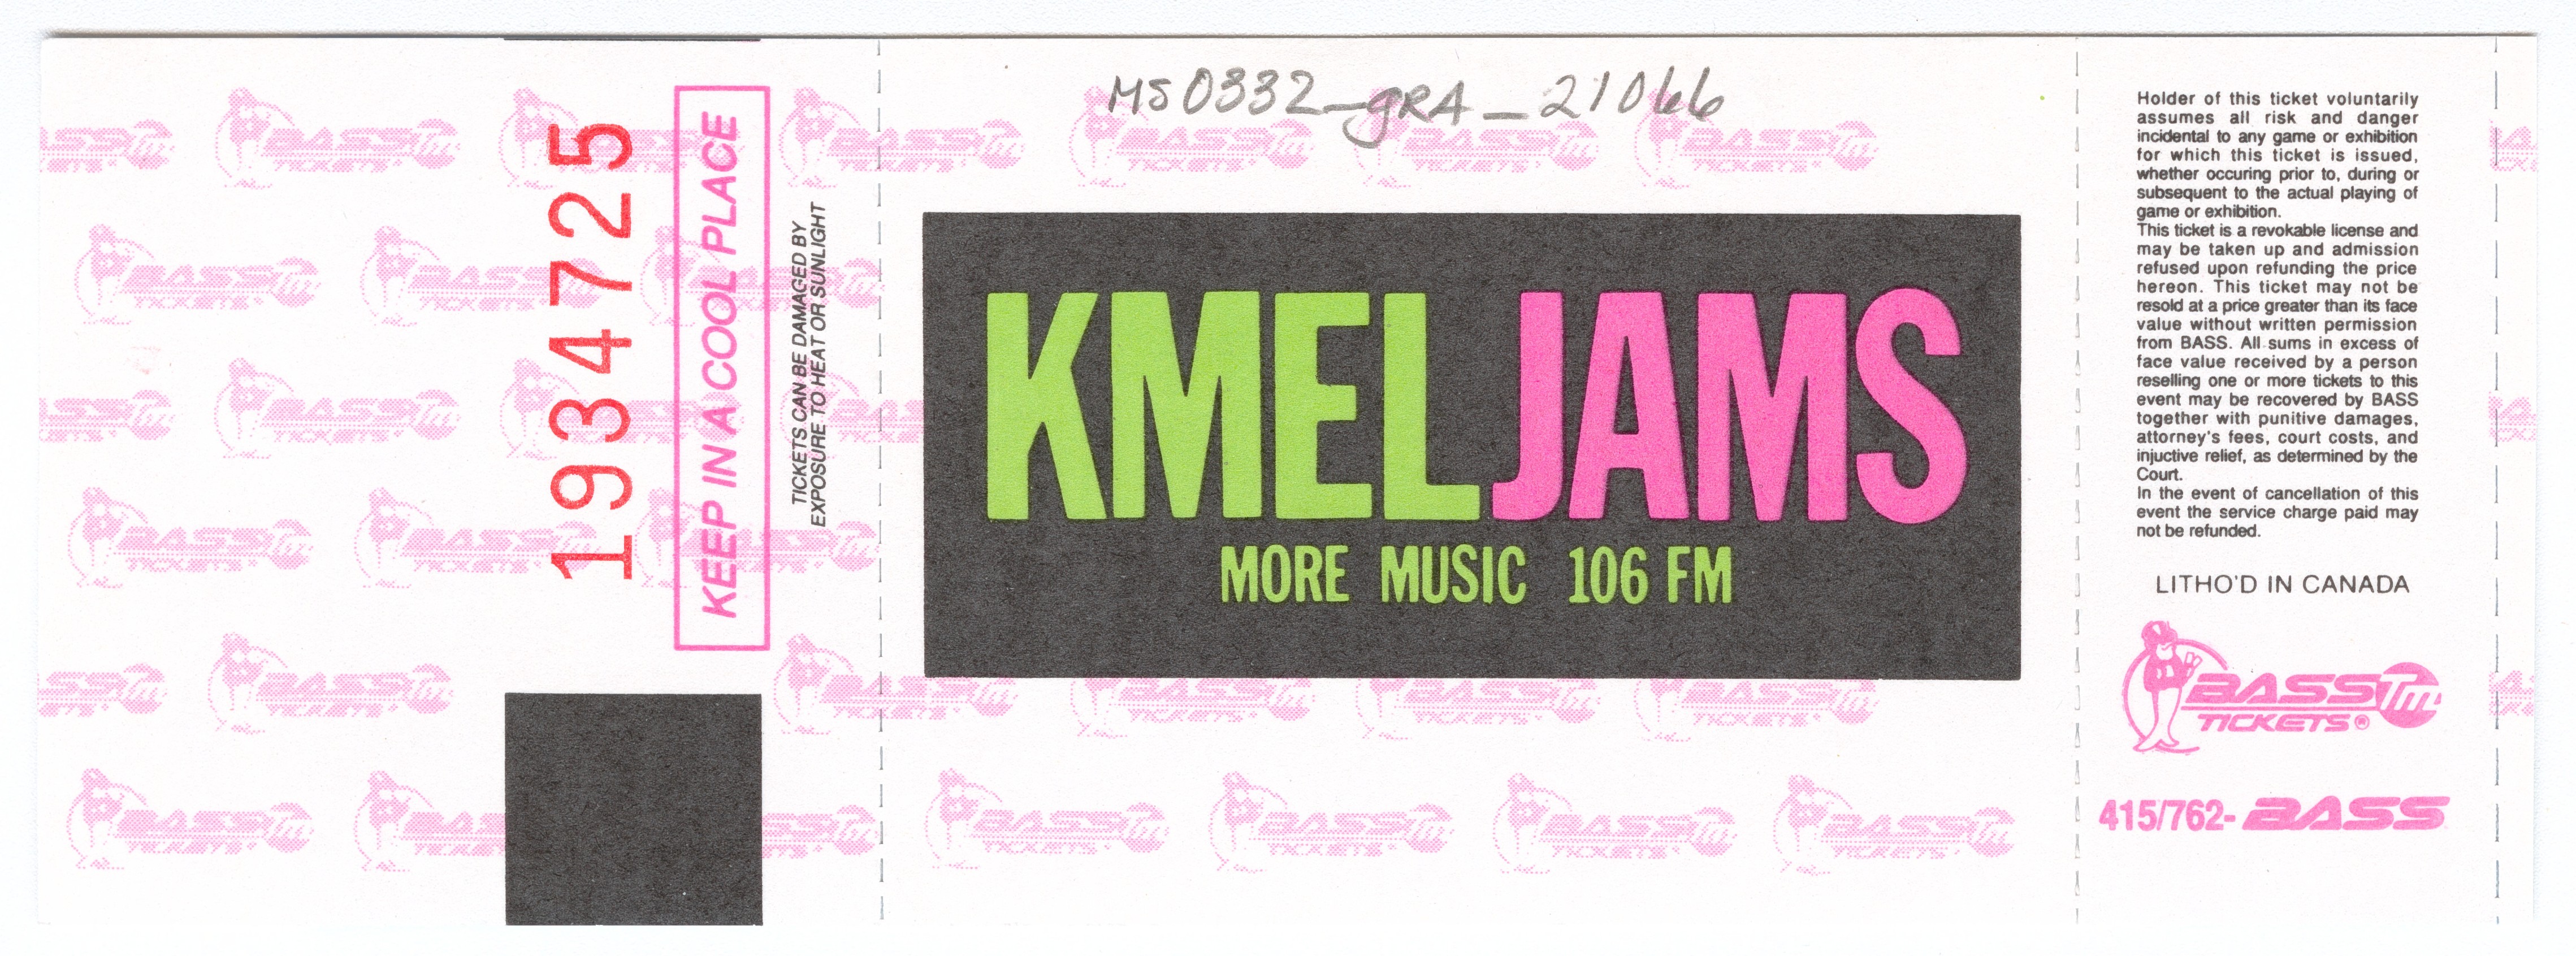 MS0332_gRA_21066
1934725
KEEP IN A COOL PLACE
TICKETS CAN BE DAMAGED BY
EXPOSURE TO HEAT OR SUNLIGHT
KMELJAMS
MORE MUSIC 106 FM
Holder of this ticket voluntarily
assumes all risk and danger
incidental to any game or exhibition
for which this ticket is issued,
whether occuring prior to, during or
subsequent to the actual playing of
game or exhibition.
This ticket is a revokable license and
may be taken up and admission
refused upon refunding the price
hereon. This ticket may not be
resold at a price greater than its face
value without written permission
from BASS. All sums in excess of
face value received by a person
reselling one or more tickets to this
event may be recovered by BASS
together with punitive damages,
attorney's fees, court costs, and
injuctive relief, as determined by the
Court.
In the event of cancellation of this
event the service charge paid may
not be refunded.
LITHO'D IN CANADA
BASS Tm
TICKETS®
415/762-BASS